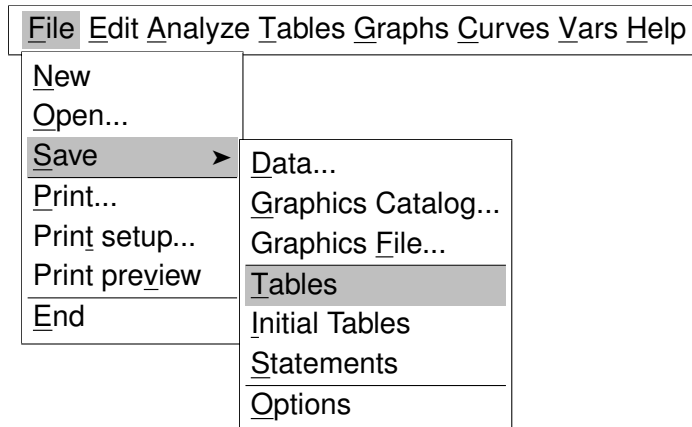 File Edit Analyze Tables Graphs Curves Vars Help
New
Open...
Save ➤
Print...
Print setup...
Print preview
End
Data...
Graphics Catalog...
Graphics File...
Tables
Initial Tables
Statements
Options